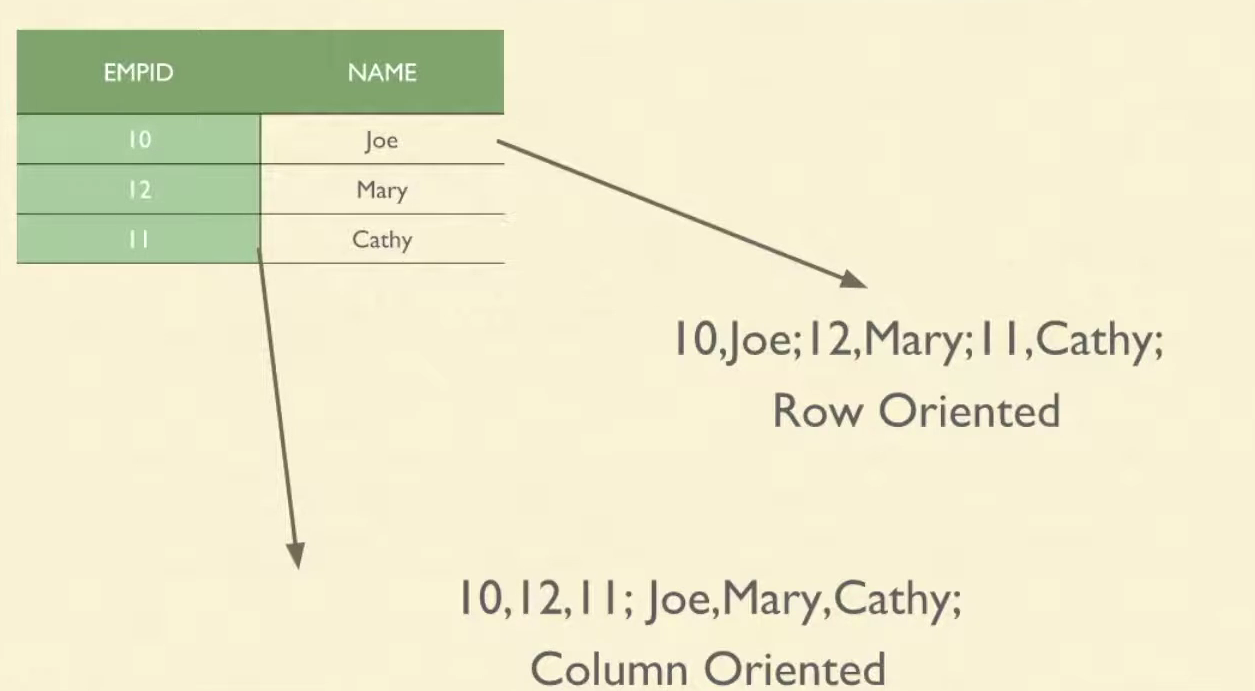 EMPID NAME
10 Joe
12 Mary
11 Cathy
10,Joe;12,Mary;11,Cathy;
Row Oriented
10,12,11; Joe,Mary,Cathy;
Column Oriented